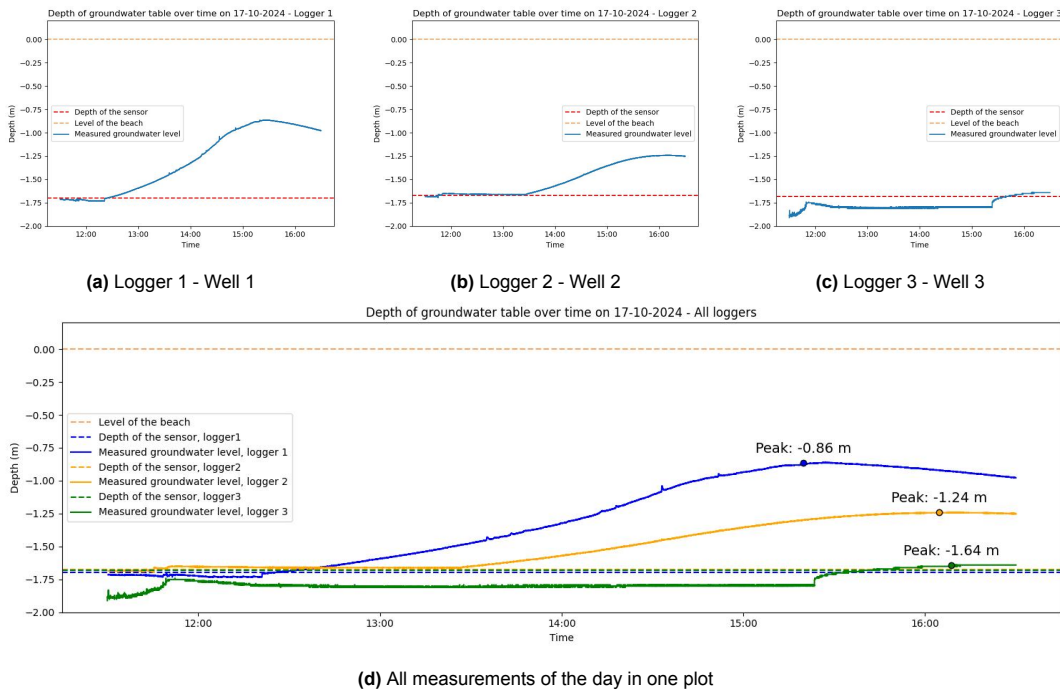 Depth of groundwater table over time on 17-10-2024 - Logger 1
0.00
−0.25
−0.50
−0.75
−1.00
−1.25
−1.50
−1.75
−2.00
Depth (m)
Depth of the sensor
Level of the beach
Measured groundwater level
12:00 13:00 14:00 15:00 16:00
Time
(a) Logger 1 - Well 1
Depth of groundwater table over time on 17-10-2024 - Logger 2
0.00
−0.25
−0.50
−0.75
−1.00
−1.25
−1.50
−1.75
−2.00
Depth (m)
Depth of the sensor
Level of the beach
Measured groundwater level
12:00 13:00 14:00 15:00 16:00
Time
(b) Logger 2 - Well 2
Depth of groundwater table over time on 17-10-2024 - Logger 3
0.00
−0.25
−0.50
−0.75
−1.00
−1.25
−1.50
−1.75
−2.00
Depth (m)
Depth of the sensor
Level of the beach
Measured groundwater level
12:00 13:00 14:00 15:00 16:00
Time
(c) Logger 3 - Well 3
Depth of groundwater table over time on 17-10-2024 - All loggers
0.00
−0.25
−0.50
−0.75
−1.00
−1.25
−1.50
−1.75
−2.00
Depth (m)
Level of the beach
Depth of the sensor, logger1
Measured groundwater level, logger 1
Depth of the sensor, logger2
Measured groundwater level, logger 2
Depth of the sensor, logger3
Measured groundwater level, logger 3
Peak: -0.86 m
Peak: -1.24 m
Peak: -1.64 m
12:00 13:00 14:00 15:00 16:00
Time
(d) All measurements of the day in one plot